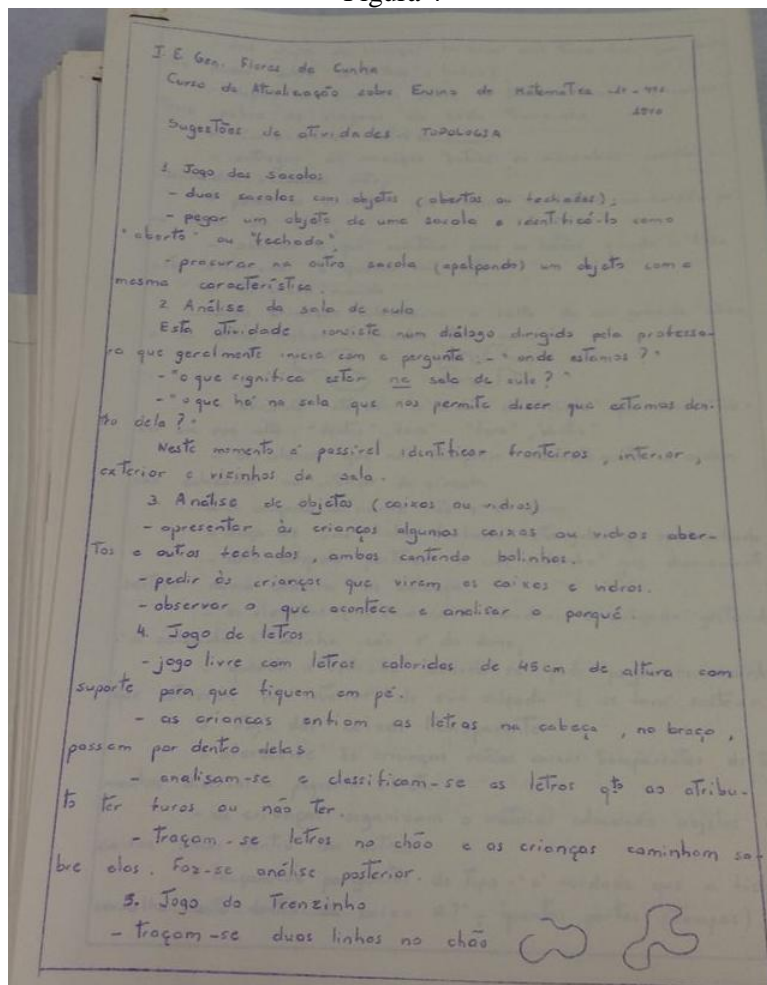 Figura 4
I. E. Gen. Flores da Cunha
Curso de Atualização sobre Ensino da Matemática
1970
Sugestões de atividades: TOPOLOGIA
1. Jogo das sacolas
- duas sacolas com objetos (abertos ou fechados);
- pegar um objeto de uma sacola e identificá-lo como
"aberto" ou "fechado".
- procurar na outra sacola (apalpando) um objeto com a
mesma característica.
2. Análise da sala de aula
Esta atividade consiste num diálogo dirigido pela professo-
ra que geralmente inicia com a pergunta: - "onde estamos?"
- "o que significa estar na sala de aula?"
- "o que há na sala que nos permite dizer que estamos den-
tro dela?"
Neste momento é possível identificar fronteiras, interior,
exterior e vizinhos da sala.
3. Análise de objetos (caixas ou vidros)
- apresentar às crianças algumas caixas ou vidros aber-
tos e outros fechados, ambos contendo bolinhas.
- pedir às crianças que virem as caixas e vidros.
- observar o que acontece e analisar o porquê
4. Jogo de letras
- jogo livre com letras coloridas de 45 cm de altura com
suporte para que fiquem em pé.
- as crianças enfiam as letras na cabeça, no braço,
passam por dentro delas
- analisam-se e classificam-se as letras qto ao atribu-
to ter furos ou não ter.
- traçam-se letras no chão e as crianças caminham so-
bre elas. Faz-se análise posterior.
5. Jogo do Trenzinho
- traçam-se duas linhas no chão